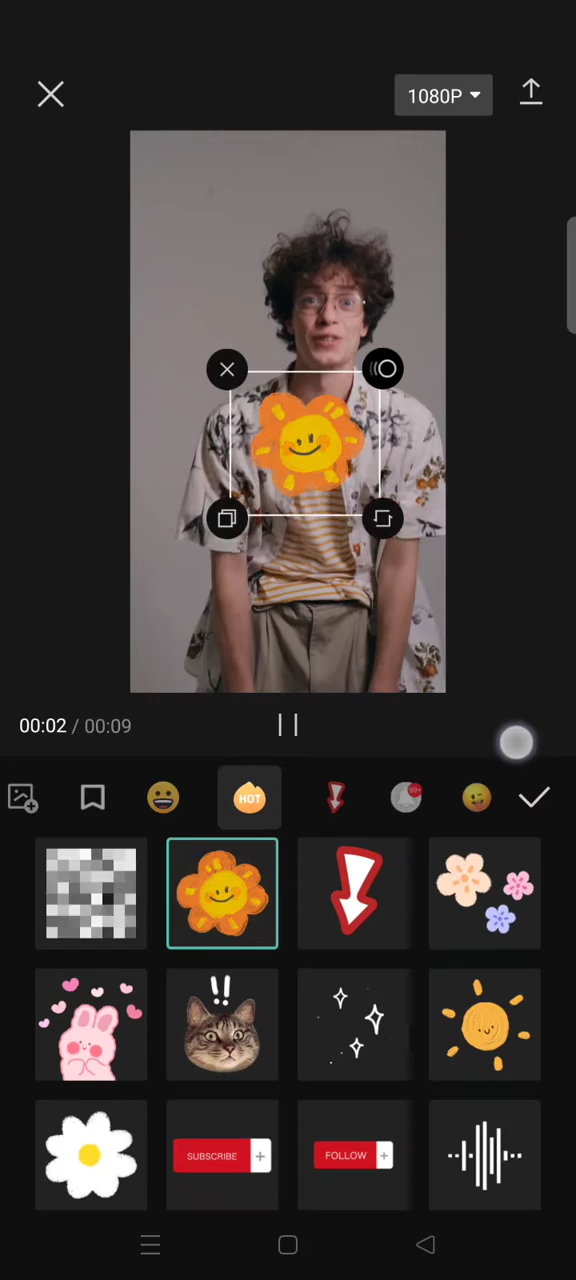 1080P
00:02 / 00:09
HOT
99+
!!
SUBSCRIBE +
FOLLOW +